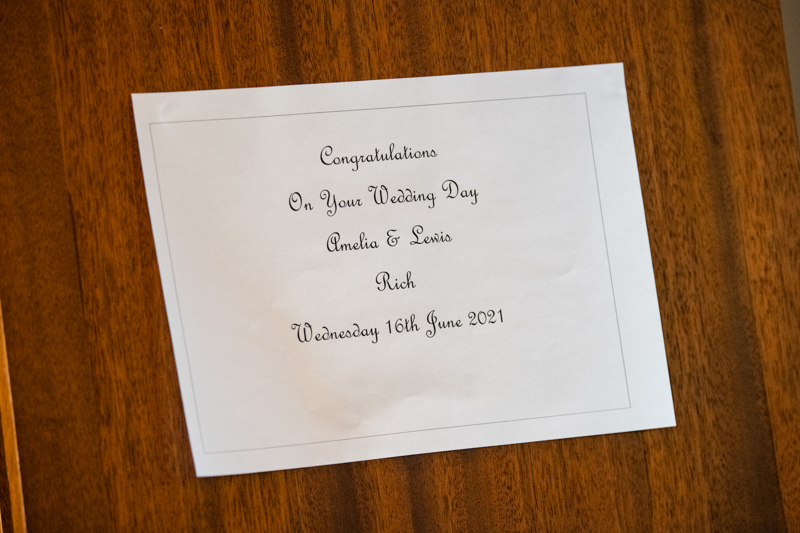 Congratulations
On Your Wedding Day
Amelia & Lewis
Rich
Wednesday 16th June 2021